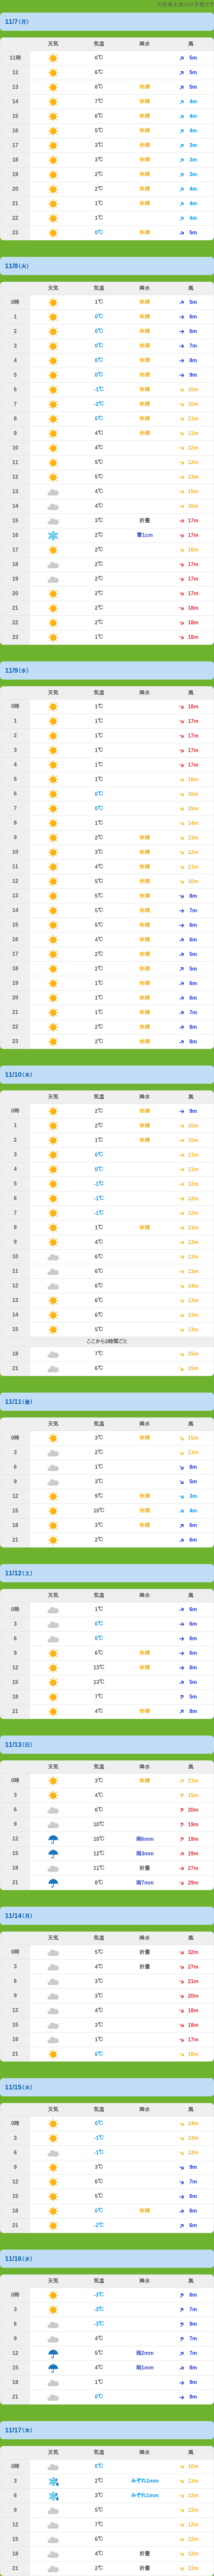 11/7(月)
天気 気温 降水 風
11時 6℃ 5m
12 6℃ 5m
13 6℃ 快晴 5m
14 7℃ 快晴 4m
15 6℃ 快晴 4m
16 5℃ 快晴 4m
17 3℃ 快晴 3m
18 3℃ 快晴 3m
19 2℃ 快晴 3m
20 2℃ 快晴 4m
21 1℃ 快晴 4m
22 1℃ 4m
23 0℃ 快晴 5m
11/8(火)
天気 気温 降水 風
0時 1℃ 快晴 5m
1 0℃ 快晴 6m
2 0℃ 快晴 6m
3 0℃ 快晴 7m
4 0℃ 快晴 8m
5 0℃ 快晴 9m
6 -1℃ 快晴 10m
7 -2℃ 快晴 10m
8 0℃ 快晴 11m
9 4℃ 快晴 11m
10 4℃ 12m
11 5℃ 12m
12 5℃ 13m
13 4℃ 15m
14 4℃ 16m
15 3℃ 折畳 17m
16 2℃ 雪1cm 17m
17 2℃ 16m
18 2℃ 17m
19 2℃ 17m
20 2℃ 17m
21 2℃ 18m
22 2℃ 18m
23 1℃ 18m
11/9(水)
天気 気温 降水 風
0時 1℃ 18m
1 1℃ 17m
2 1℃ 17m
3 1℃ 17m
4 1℃ 17m
5 1℃ 16m
6 0℃ 16m
7 0℃ 15m
8 1℃ 14m
9 2℃ 快晴 13m
10 3℃ 快晴 12m
11 4℃ 快晴 11m
12 5℃ 快晴 10m
13 5℃ 快晴 8m
14 5℃ 快晴 7m
15 5℃ 快晴 6m
16 4℃ 快晴 6m
17 2℃ 快晴 5m
18 2℃ 快晴 5m
19 1℃ 快晴 6m
20 1℃ 快晴 6m
21 1℃ 快晴 7m
22 2℃ 快晴 8m
23 2℃ 快晴 8m
11/10(木)
天気 気温 降水 風
0時 2℃ 快晴 9m
1 2℃ 快晴 10m
2 1℃ 快晴 10m
3 0℃ 11m
4 0℃ 11m
5 -1℃ 12m
6 -1℃ 12m
7 -1℃ 12m
8 1℃ 快晴 13m
9 4℃ 13m
10 6℃ 13m
11 6℃ 13m
12 6℃ 14m
13 6℃ 13m
14 6℃ 13m
15 5℃ 13m
ここから3時間ごと
18 7℃ 15m
21 6℃ 15m
11/11(金)
天気 気温 降水 風
0時 3℃ 快晴 15m
3 2℃ 11m
6 1℃ 8m
9 3℃ 5m
12 9℃ 快晴 3m
15 10℃ 快晴 4m
18 3℃ 快晴 6m
21 2℃ 6m
11/12(土)
天気 気温 降水 風
0時 1℃ 6m
3 0℃ 6m
6 0℃ 6m
9 6℃ 快晴 6m
12 13℃ 快晴 6m
15 13℃ 5m
18 7℃ 5m
21 4℃ 快晴 8m
11/13(日)
天気 気温 降水 風
0時 3℃ 快晴 11m
3 4℃ 15m
6 6℃ 20m
9 10℃ 19m
12 10℃ 雨6mm 19m
15 12℃ 雨3mm 19m
18 11℃ 折畳 27m
21 8℃ 雨7mm 29m
11/14(月)
天気 気温 降水 風
0時 5℃ 折畳 32m
3 4℃ 折畳 27m
6 3℃ 21m
9 3℃ 20m
12 4℃ 18m
15 3℃ 18m
18 1℃ 17m
21 0℃ 16m
11/15(火)
天気 気温 降水 風
0時 0℃ 14m
3 -1℃ 13m
6 -1℃ 12m
9 3℃ 9m
12 6℃ 7m
15 5℃ 6m
18 0℃ 快晴 6m
21 -2℃ 6m
11/16(水)
天気 気温 降水 風
0時 -3℃ 6m
3 -3℃ 7m
6 -3℃ 9m
9 4℃ 7m
12 5℃ 雨2mm 7m
15 4℃ 雨1mm 8m
18 1℃ 9m
21 0℃ 9m
11/17(木)
天気 気温 降水 風
0時 0℃ 10m
3 2℃ みぞれ1mm 11m
6 3℃ みぞれ1mm 12m
9 5℃ 12m
12 7℃ 12m
15 6℃ 12m
18 4℃ 折畳 12m
21 2℃ 折畳 12m